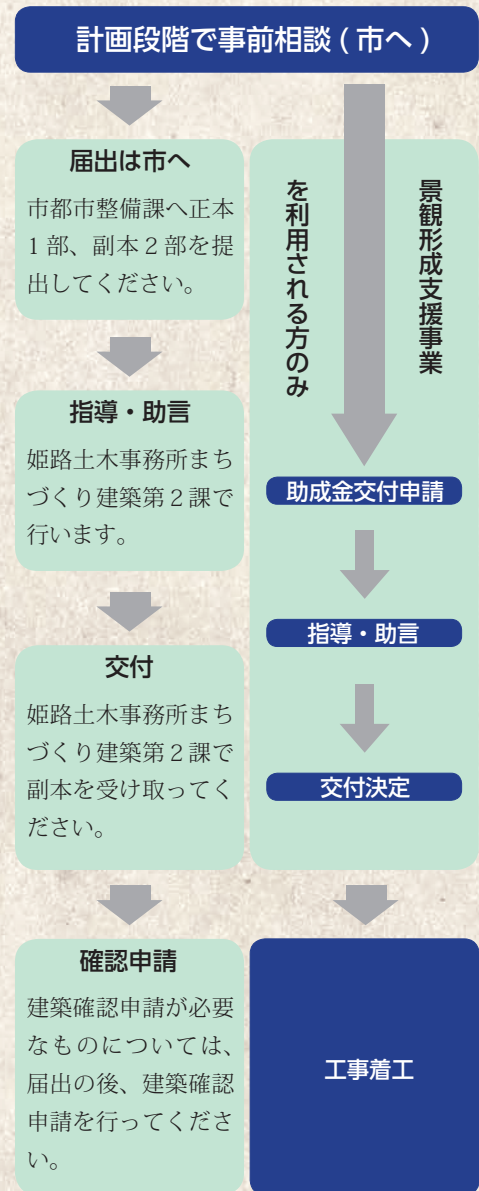 計画段階で事前相談 ( 市へ )
届出は市へ
市都市整備課へ正本
1 部、副本 2 部を提
出してください。
指導・助言
姫路土木事務所まち
づくり建築第 2 課で
行います。
交付
姫路土木事務所まち
づくり建築第 2 課で
副本を受け取ってく
ださい。
確認申請
建築確認申請が必要
なものについては、
届出の後、建築確認
申請を行ってくださ
い。
景観形成支援事業
を利用される方のみ
助成金交付申請
指導・助言
交付決定
工事着工